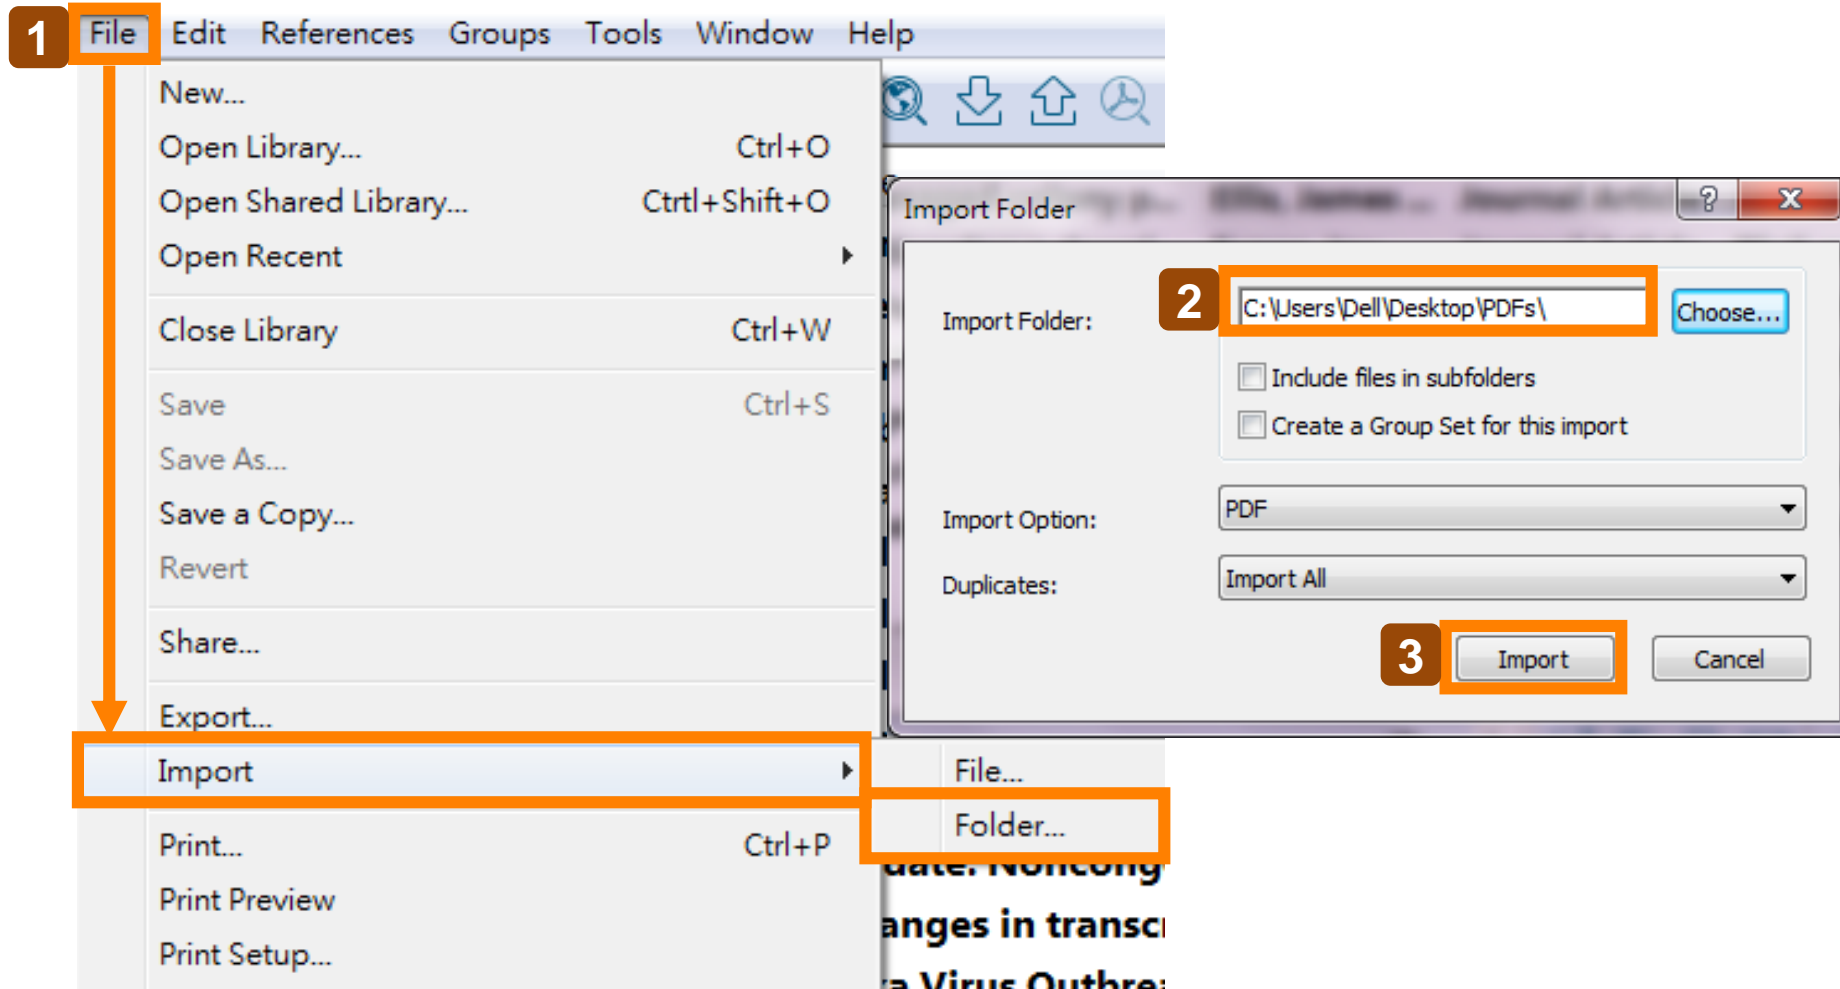 1
File Edit References Groups Tools Window Help
New...
Open Library... Ctrl+O
Open Shared Library... Ctrtl+Shift+O
Open Recent
Close Library Ctrl+W
Save Ctrl+S
Save As...
Save a Copy...
Revert
Share...
Export...
Import
File...
Folder...
Print... Ctrl+P
Print Preview
Print Setup...
Import Folder
?
X
2
Import Folder: C:\Users\Dell\Desktop\PDFs\ Choose...
Include files in subfolders
Create a Group Set for this import
Import Option: PDF
Duplicates: Import All
3
Import Cancel
anges in
Virus